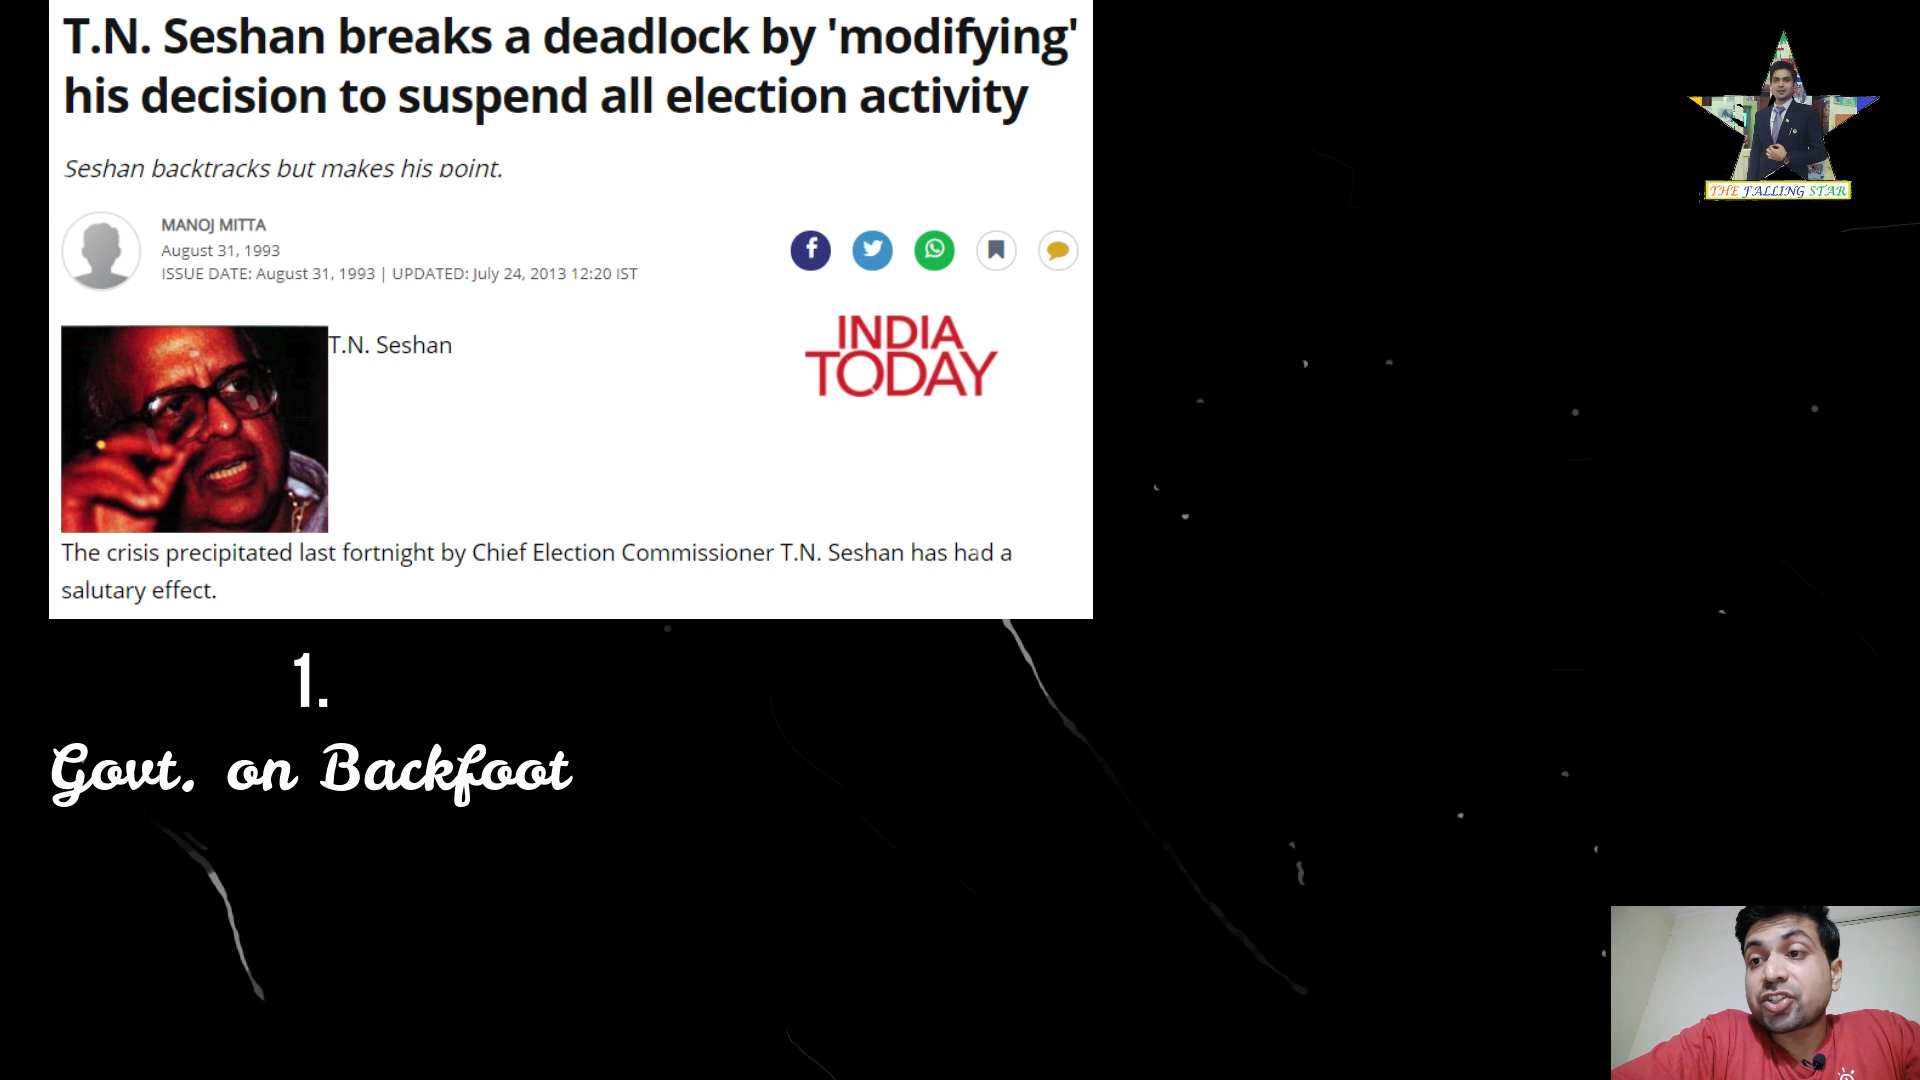 T.N. Seshan breaks a deadlock by 'modifying'
his decision to suspend all election activity
Seshan backtracks but makes his point.
MANOJ MITTA
August 31, 1993
ISSUE DATE: August 31, 1993 | UPDATED: July 24, 2013 12:20 IST
T.N. Seshan
INDIA
TODAY
The crisis precipitated last fortnight by Chief Election Commissioner T.N. Seshan has had a
salutary effect.
THE FALLING STAR
1.
Govt. on Backfoot